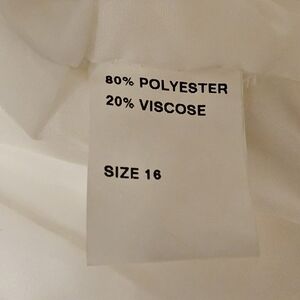 80% POLYESTER
20% VISCOSE
SIZE 16